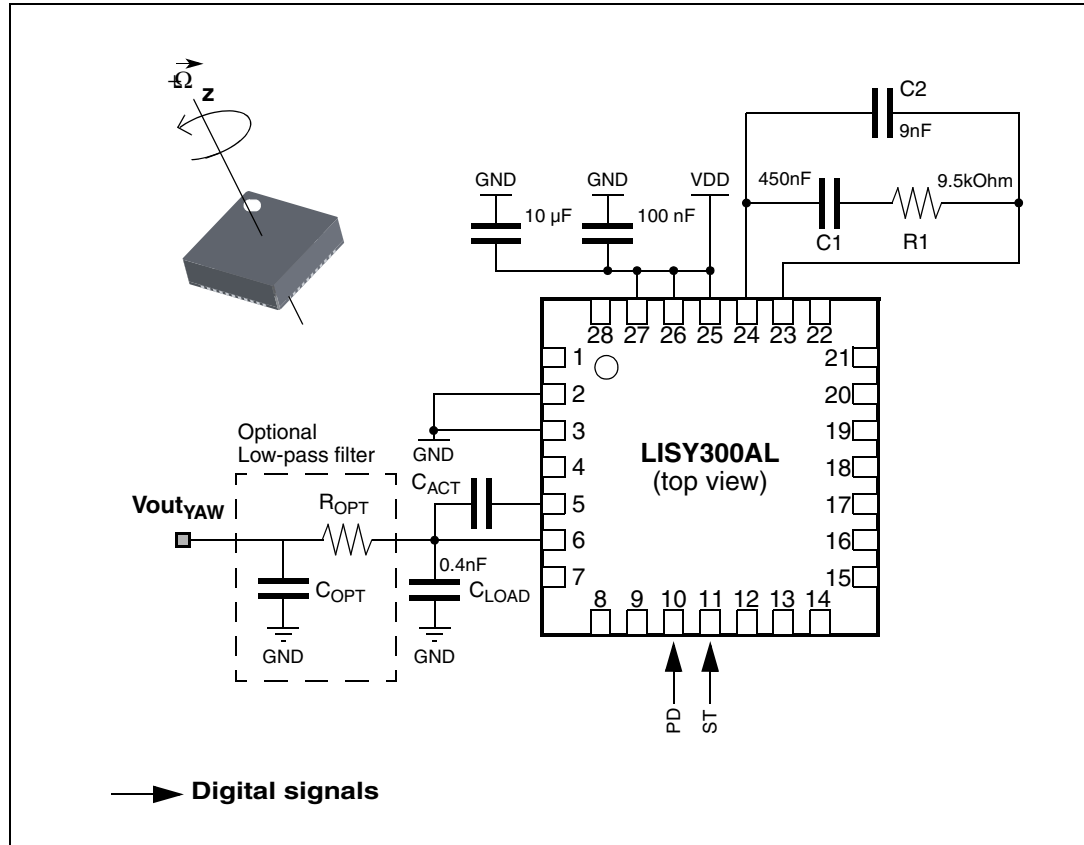 +Ω
z
C2
9nF
GND
GND
VDD
450nF
9.5kOhm
10 µF
100 nF
C1
R1
28 27 26 25 24 23 22
1
2
3
4
5
6
7
21
20
19
18
17
16
15
LISY300AL
(top view)
Optional
Low-pass filter
GND
CACT
VoutYAW
ROPT
0.4nF
COPT
CLOAD
GND
GND
8 9 10 11 12 13 14
PD
ST
Digital signals